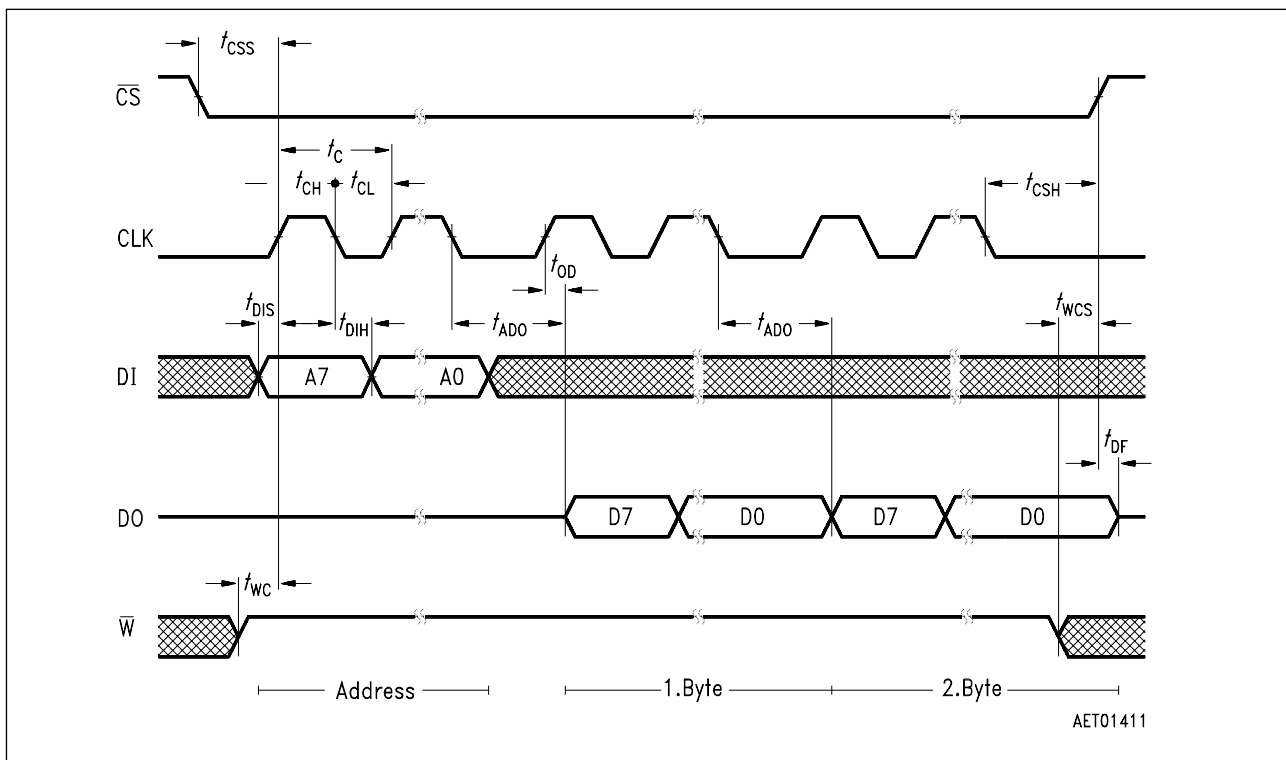 tCSS
CS
tC
tCH tCL tCSH
CLK
tOD
tDIS tDIH tADO tADO tWCS
DI A7 A0
tDF
DO D7 D0 D7 D0
tWC
W
Address 1.Byte 2.Byte
AET01411